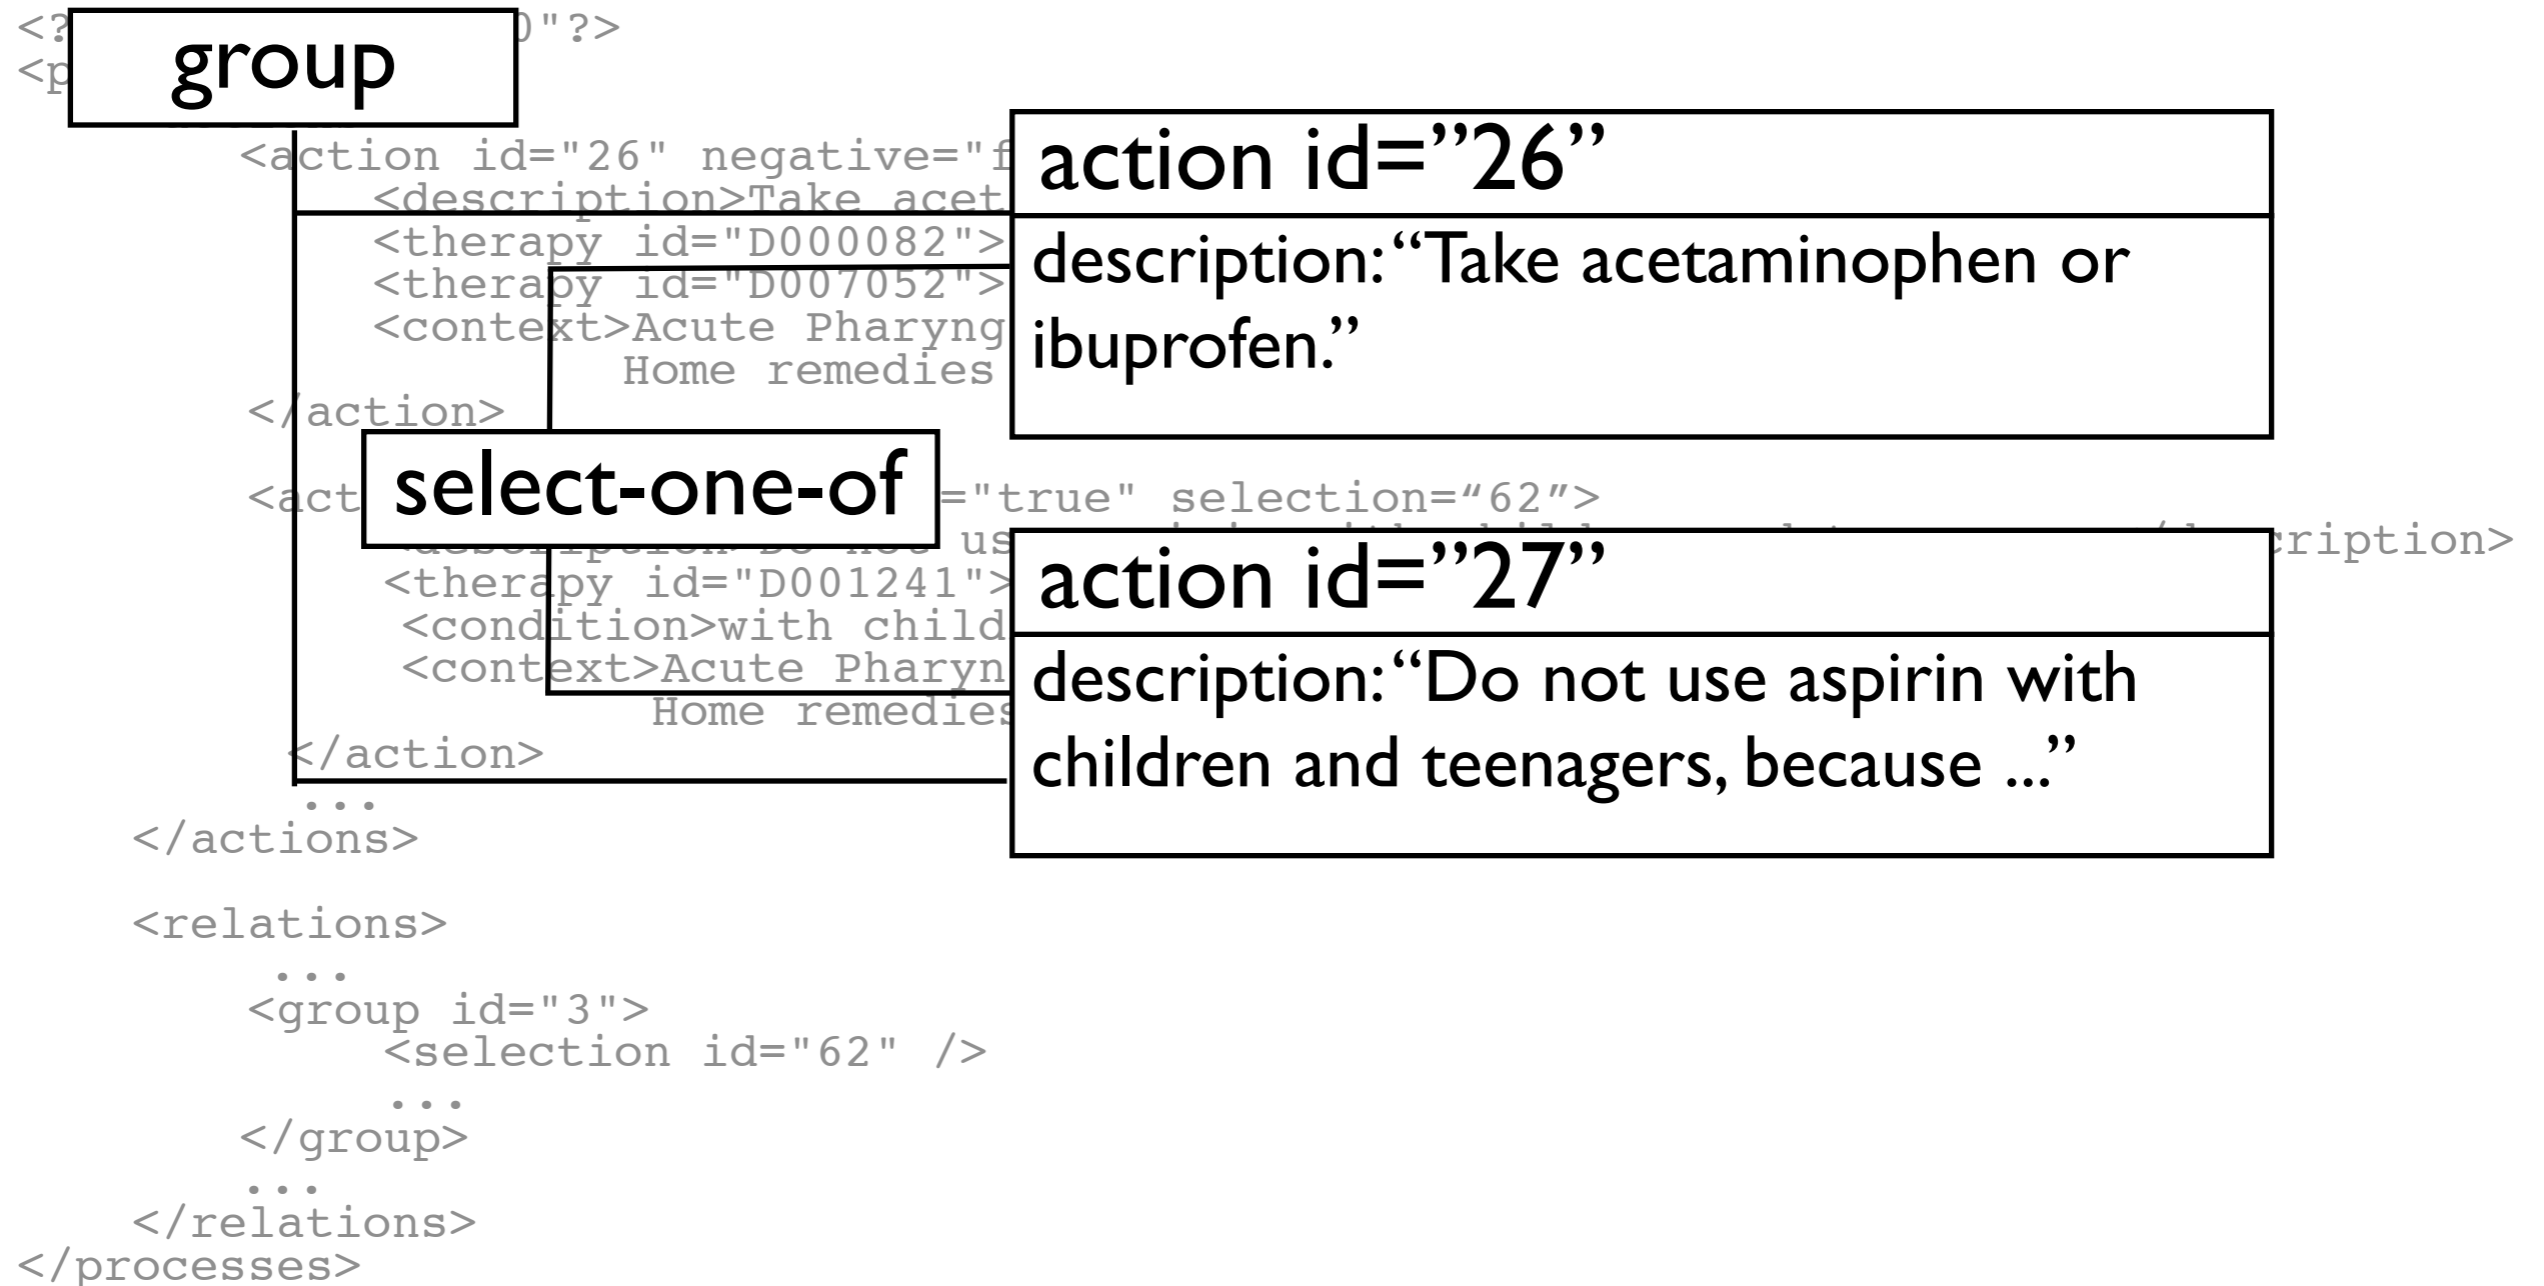 <? 0"?>
group
<p
<action id="26" negative="f
action id=”26”
<description>Take acet
<therapy id="D000082">
description: “Take acetaminophen or
<therapy id="D007052">
<context>Acute Pharyng
ibuprofen.”
Home remedies
</action>
select-one-of
<act ="true" selection=“62”>
us cription>
action id=”27”
<therapy id="D001241">
<condition>with child
<context>Acute Pharyn
description: “Do not use aspirin with
Home remedies
</action>
children and teenagers, because ...”
...
</actions>
<relations>
...
<group id="3">
<selection id="62" />
...
</group>
...
</relations>
</processes>